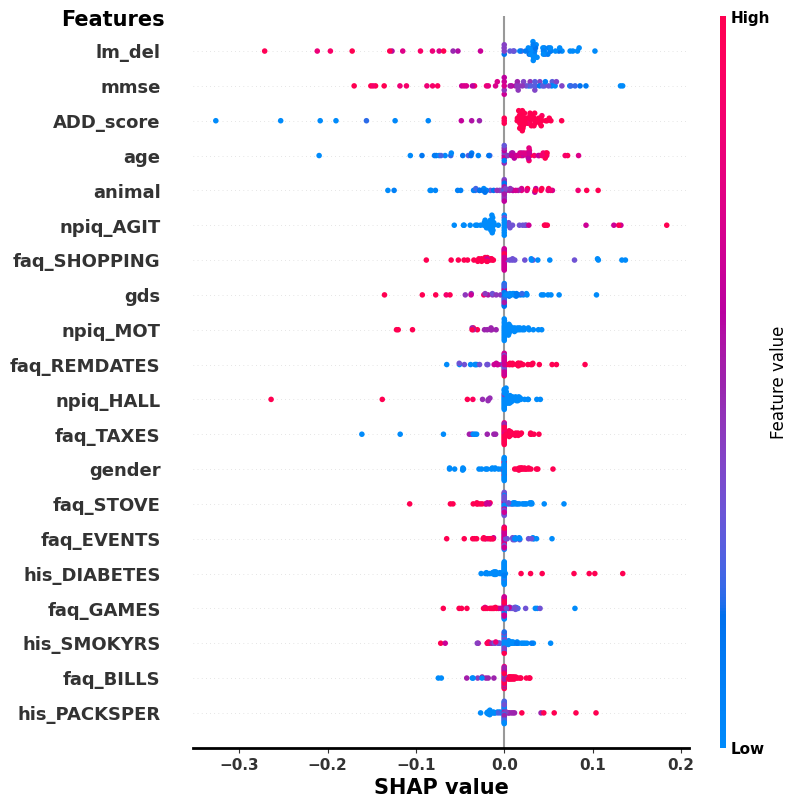 Features
High
lm_del
mmse
ADD_score
age
animal
npiq_AGIT
faq_SHOPPING
gds
npiq_MOT
faq_REMDATES
npiq_HALL
faq_TAXES
gender
faq_STOVE
faq_EVENTS
his_DIABETES
faq_GAMES
his_SMOKYRS
faq_BILLS
his_PACKSPER
Feature value
Low
−0.3 −0.2 −0.1 0.0 0.1 0.2
SHAP value